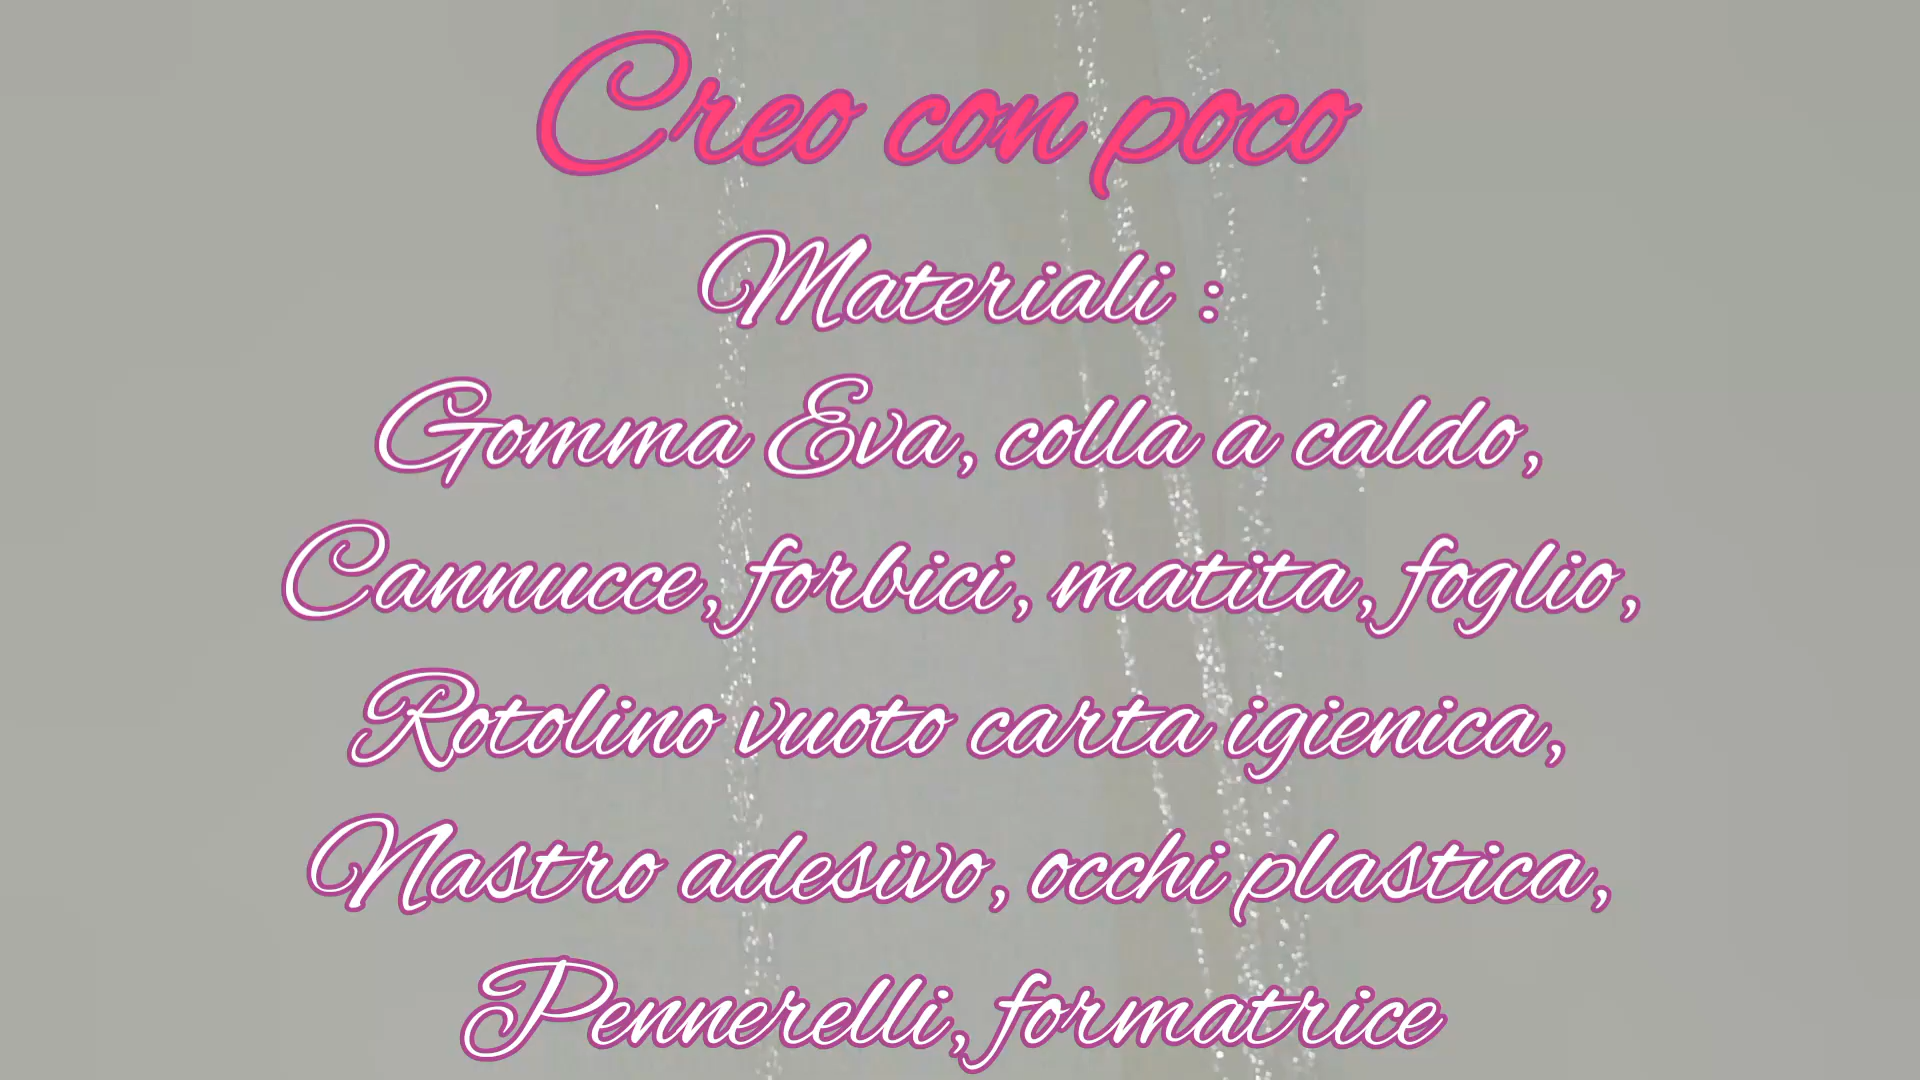 Creo con poco
Materiali :
Gomma Eva, colla a caldo,
Cannucce, forbici, matita, foglio,
Rotolino vuoto carta igienica,
Nastro adesivo, occhi plastica,
Pennerelli, formatrice